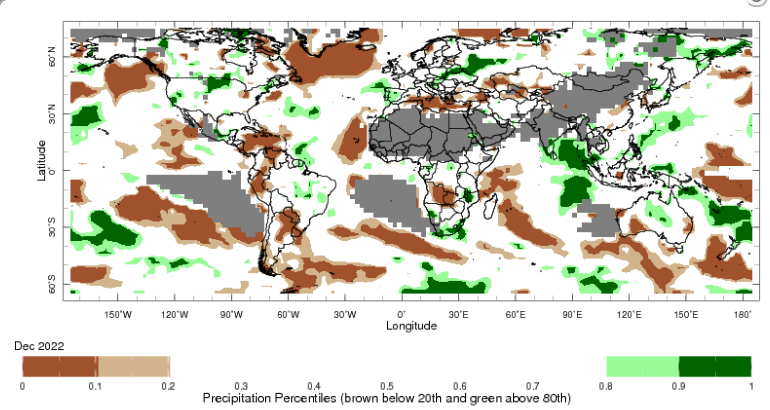 60°N
30°N
0°
30°S
60°S
Latitude
150°W 120°W 90°W 60°W 30°W 0° 30°E 60°E 90°E 120°E 150°E 180°
Longitude
Dec 2022
0 0.1 0.2 0.3 0.4 0.5 0.6 0.7 0.8 0.9 1
Precipitation Percentiles (brown below 20th and green above 80th)